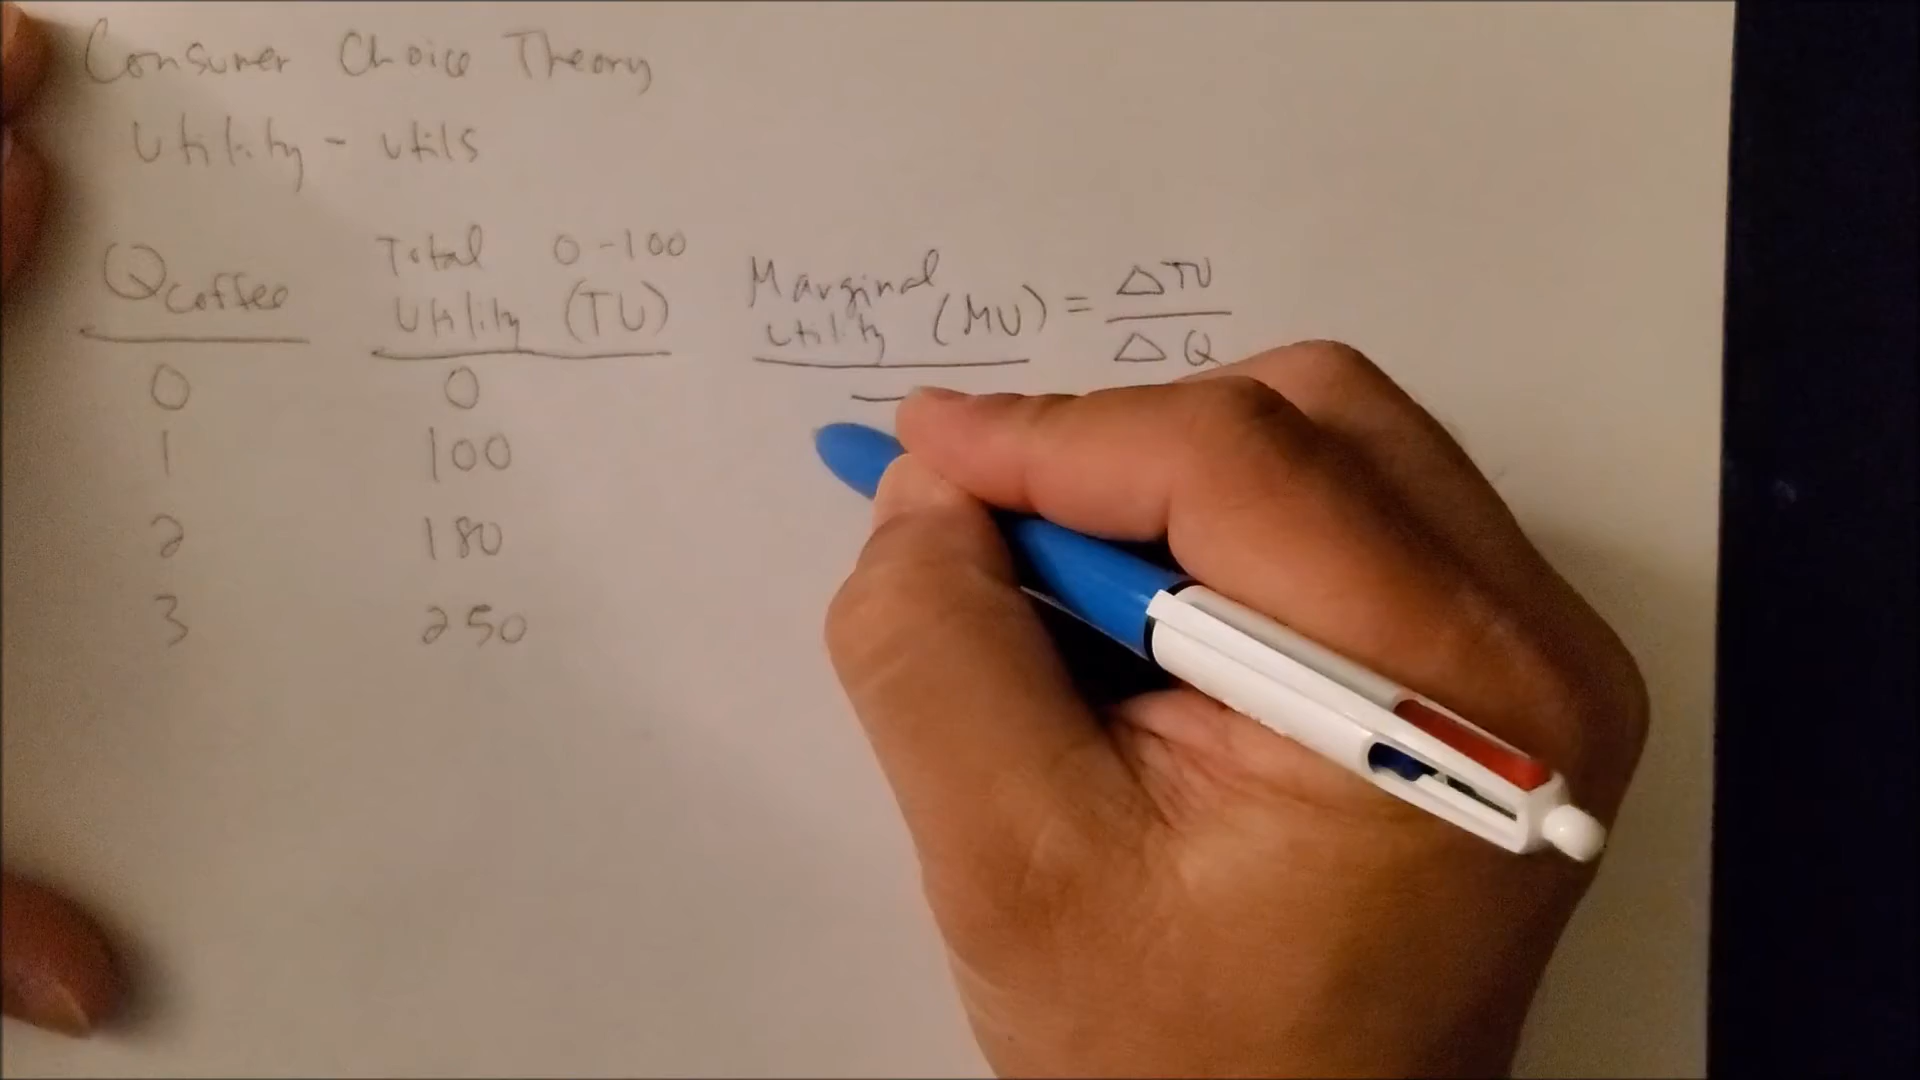 Consumer Choice Theory
Utility - utils
Qcoffee
Total 0-100
Utility (TU)
Marginal
Utility (MU) = ΔTU
ΔQ
0 0 —
1 100
2 180
3 250